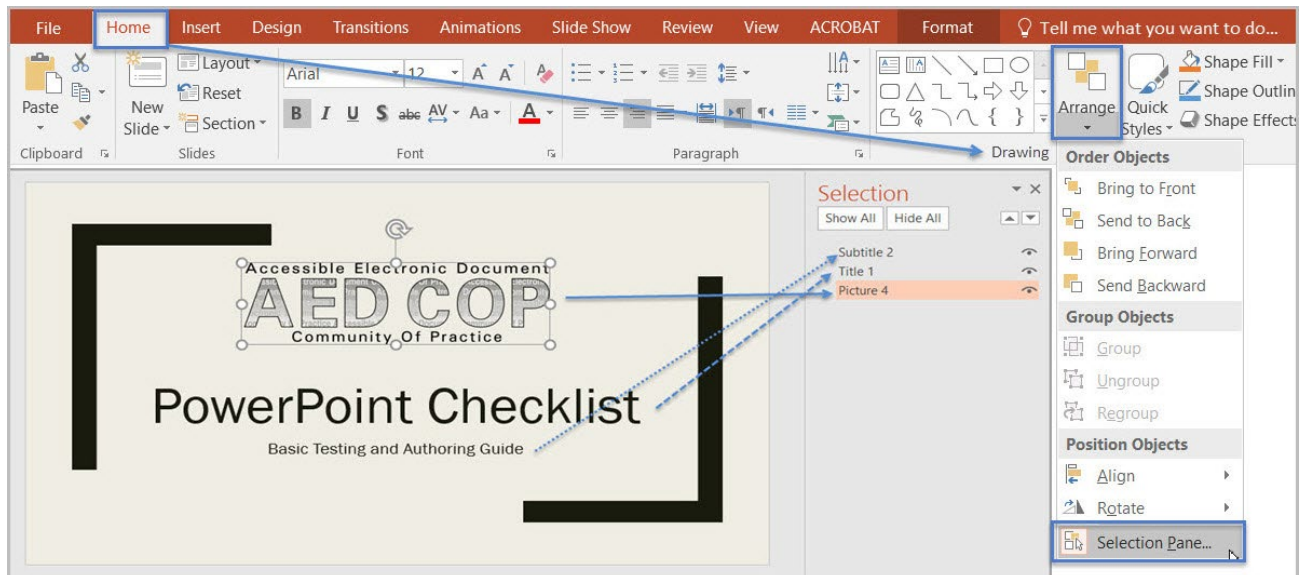 File Home Insert Design Transitions Animations Slide Show Review View ACROBAT Format Tell me what you want to do...
Paste
New
Slide
Layout
Reset
Section
Arial 12
B I U S abc AV Aa A
Arrange
Quick
Styles
Shape Fill
Shape Outlin
Shape Effects
Clipboard Slides Font Paragraph Drawing
Accessible Electronic Document
AED COP
Community Of Practice
PowerPoint Checklist
Basic Testing and Authoring Guide
Selection
Show All Hide All
Subtitle 2
Title 1
Picture 4
Order Objects
Bring to Front
Send to Back
Bring Forward
Send Backward
Group Objects
Group
Ungroup
Regroup
Position Objects
Align
Rotate
Selection Pane...